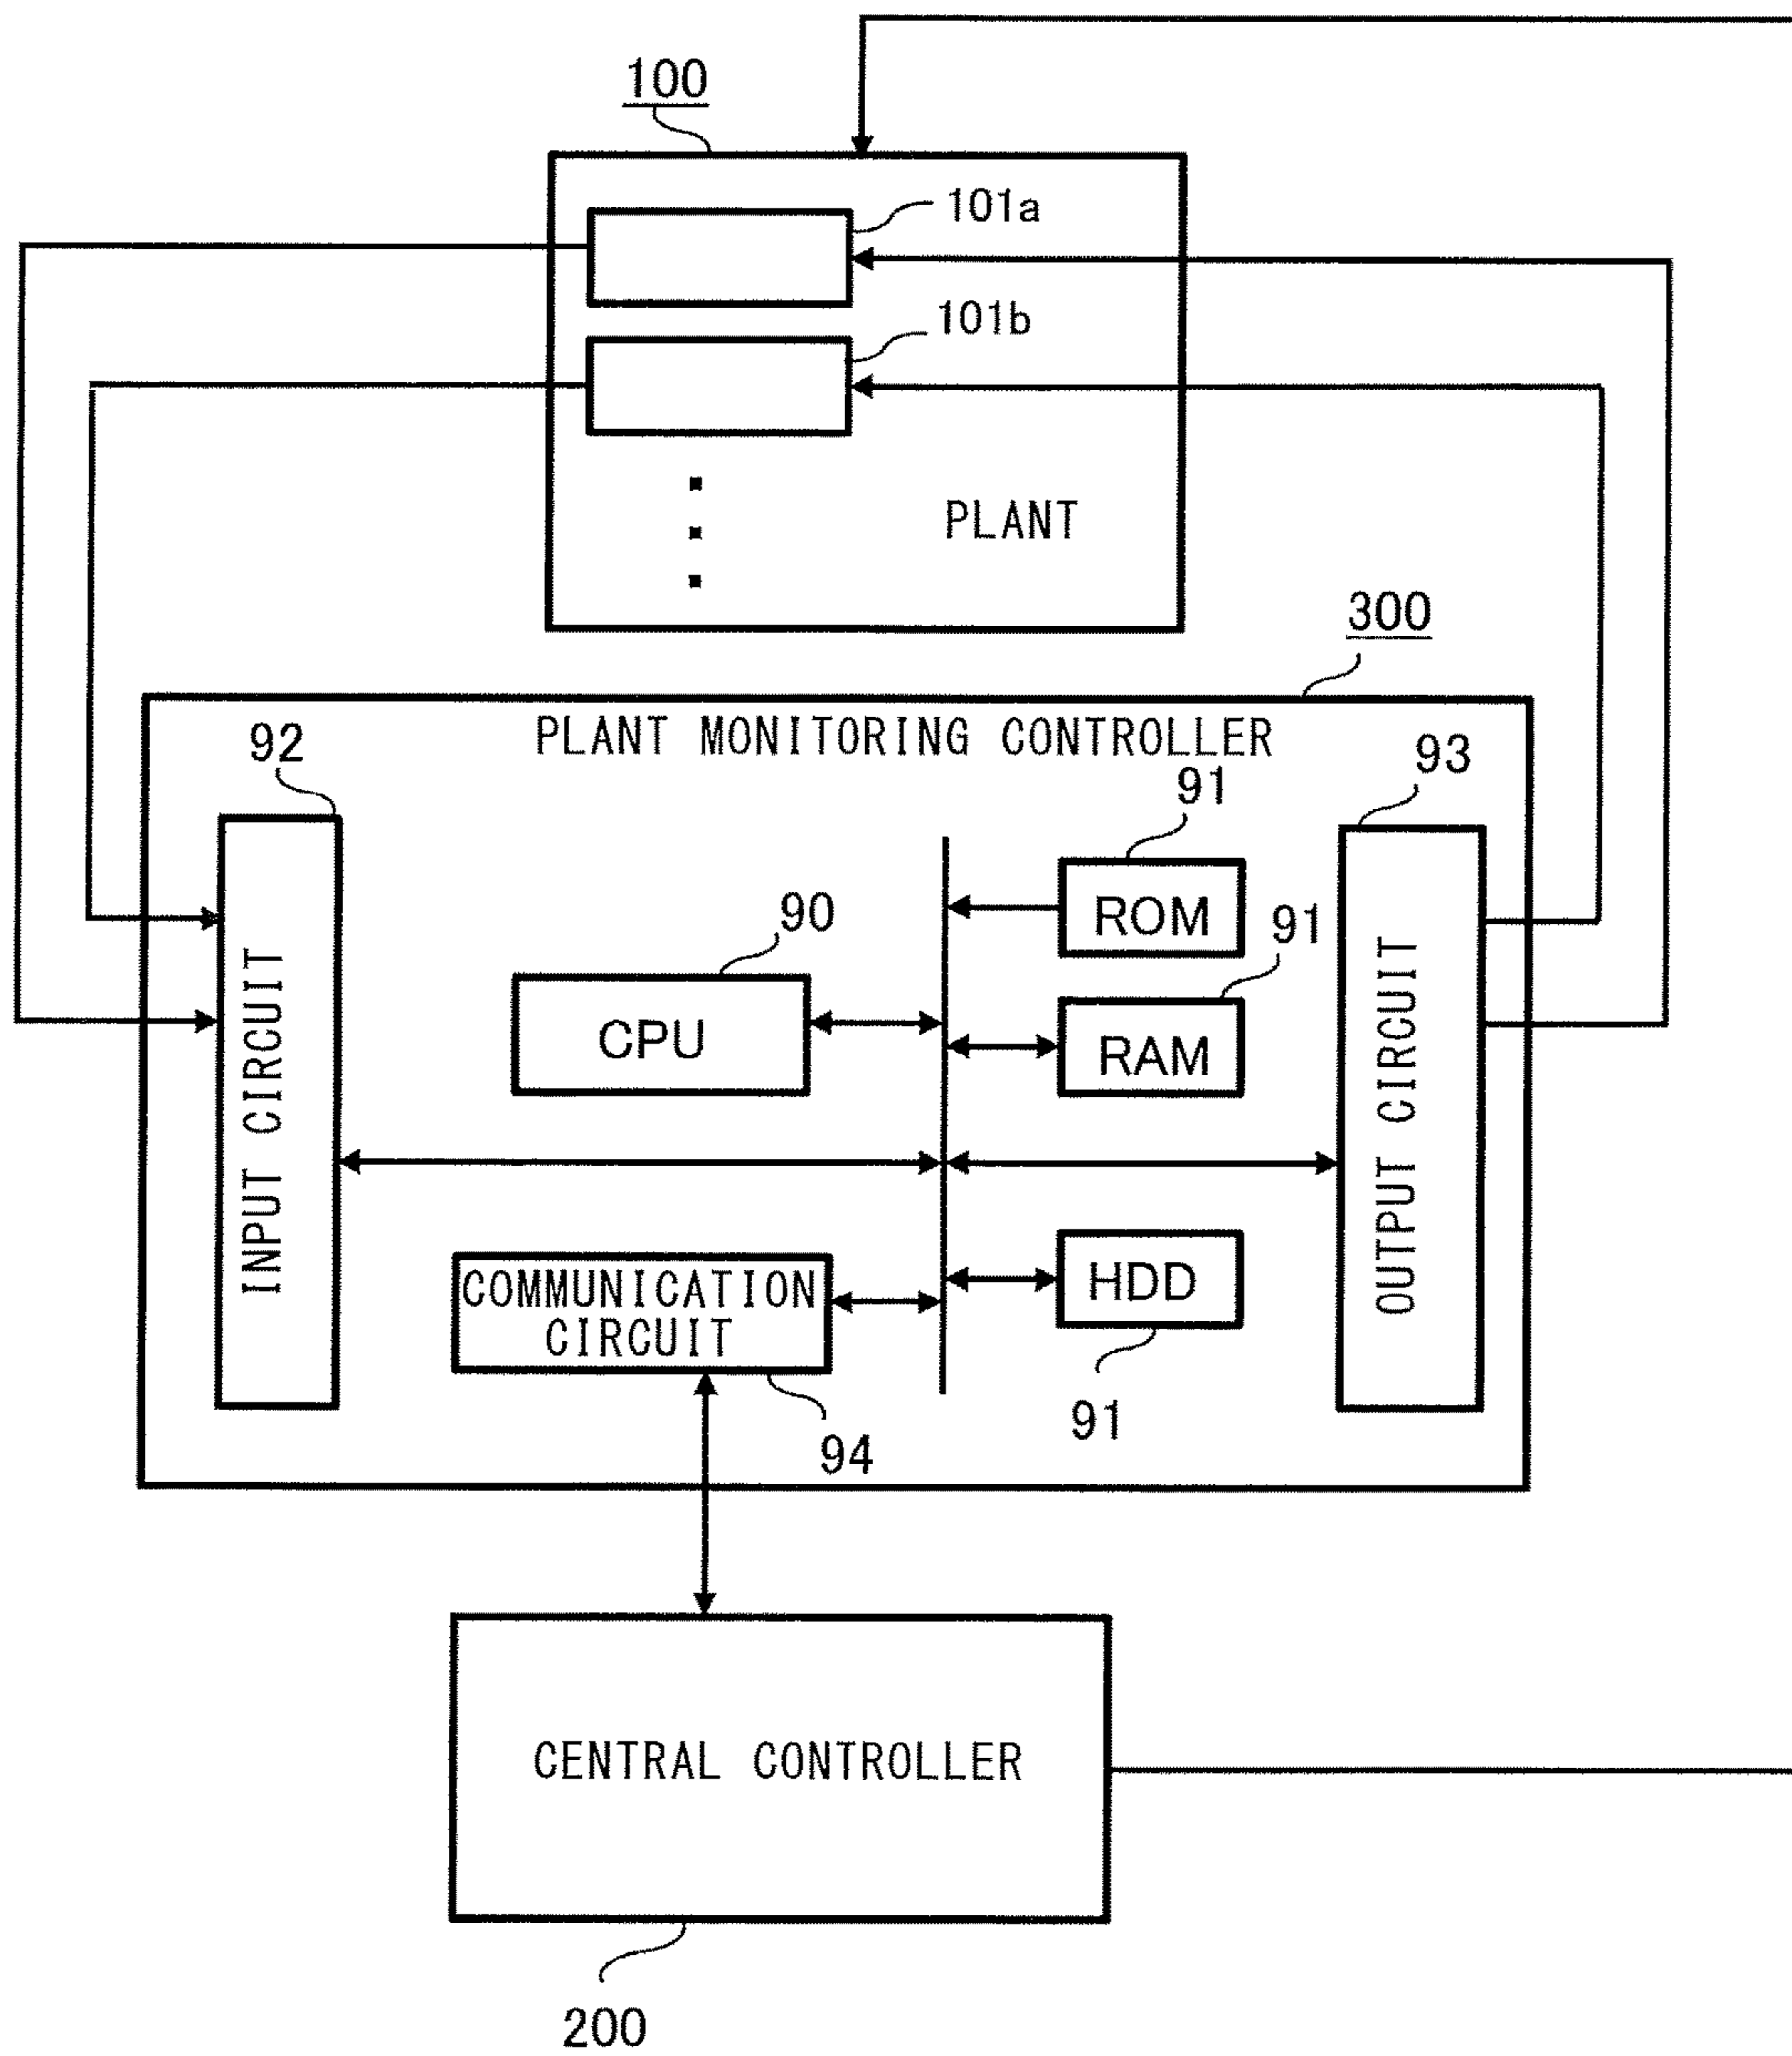 100
101a
101b
PLANT
300
PLANT MONITORING CONTROLLER
92
93
91
ROM
90
91
CPU
RAM
INPUT CIRCUIT
OUTPUT CIRCUIT
COMMUNICATION
CIRCUIT
HDD
94
91
CENTRAL CONTROLLER
200